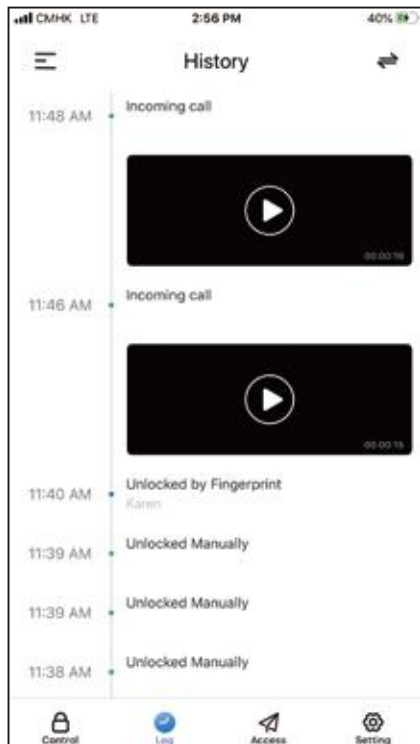 CMHK LTE 2:56 PM 40%
History
11:48 AM Incoming call
00:00:16
11:46 AM Incoming call
00:00:15
11:40 AM Unlocked by Fingerprint
Karen
11:39 AM Unlocked Manually
11:39 AM Unlocked Manually
11:38 AM Unlocked Manually
Control Log Access Setting